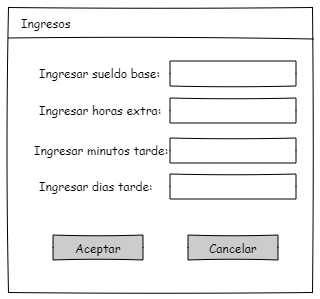 Ingresos
Ingresar sueldo base:
Ingresar horas extra:
Ingresar minutos tarde:
Ingresar dias tarde:
Aceptar
Cancelar